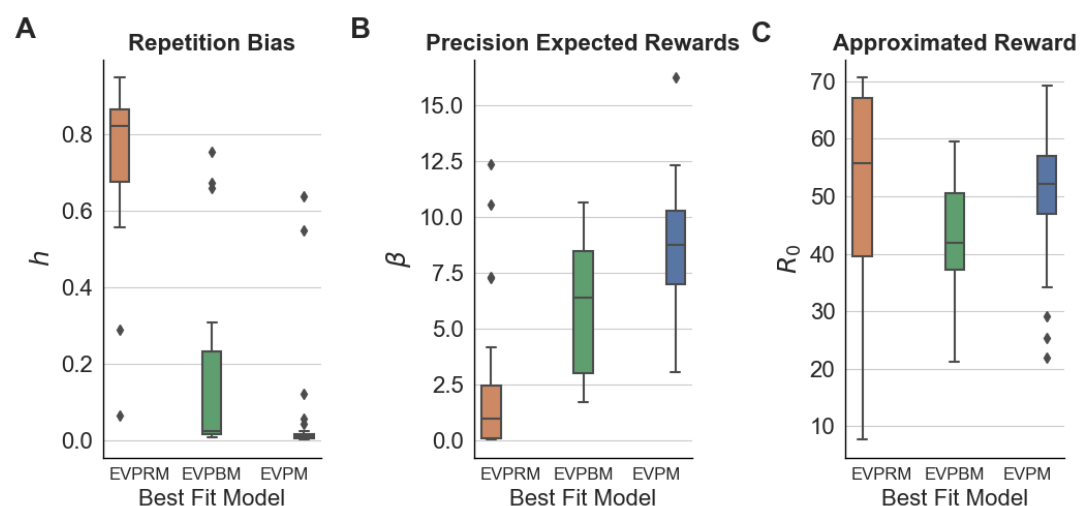 A
Repetition Bias
h
0.8
0.6
0.4
0.2
0.0
EVPRM EVPBM EVPM
Best Fit Model
B
Precision Expected Rewards
β
15.0
12.5
10.0
7.5
5.0
2.5
0.0
EVPRM EVPBM EVPM
Best Fit Model
C
Approximated Reward
R₀
70
60
50
40
30
20
10
EVPRM EVPBM EVPM
Best Fit Model